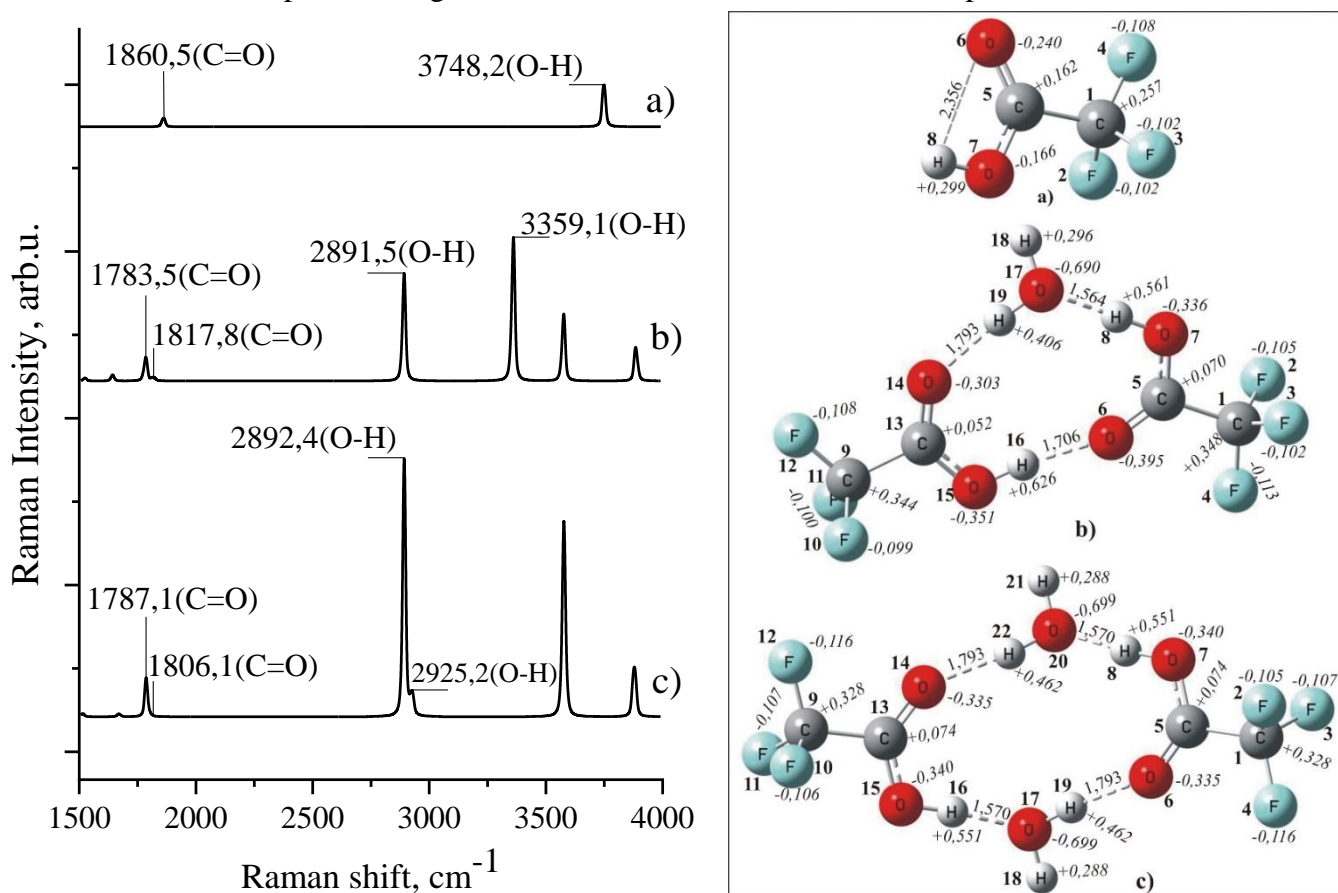 1860,5(C=O)
3748,2(O-H)
a)
1783,5(C=O)
1817,8(C=O)
2891,5(O-H)
3359,1(O-H)
b)
2892,4(O-H)
1787,1(C=O)
1806,1(C=O)
2925,2(O-H)
c)
Raman Intensity, arb.u.
1500 2000 2500 3000 3500 4000
Raman shift, cm-1
6 O -0,240
-0,108
4 F
+0,162
5 C
1 C
+0,257
2,356
8 H
+0,299
7 O
-0,166
-0,102
F 3
2 F
-0,102
a)
18 H +0,296
17 O -0,690
1,564
+0,561
8 H
-0,336
O 7
19 H
+0,406
1,793
14 O
-0,303
5 C
+0,070
-0,105
F 2
1 C
3 F
-0,102
+0,348
6 O
-0,395
4 F
-0,113
-0,108
F
12
13 C
+0,052
9 C
+0,344
16 H
+0,626
1,706
11 F
-0,100
15 O
-0,351
10 F
-0,099
b)
21 H +0,288
-0,699
O
20
1,570
+0,551
H
8
-0,340
O 7
22 H
+0,462
1,793
12 F
-0,116
14 O
-0,335
9 C
+0,328
-0,107
F
11
F 10
-0,106
13 C
+0,074
-0,340
15 O
16 H
+0,551
1,570
17 O
-0,699
19 H
+0,462
1,793
O 6
-0,335
5 C
+0,074
2 F
-0,105
-0,107
F 3
1 C
+0,328
4 F
-0,116
18 H
+0,288
c)